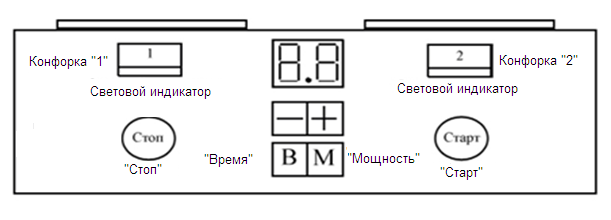 1
8.8
2
Конфорка "1"
Конфорка "2"
Световой индикатор
Световой индикатор
− +
Стоп
Старт
"Время"
В М
"Мощность"
"Стоп"
"Старт"